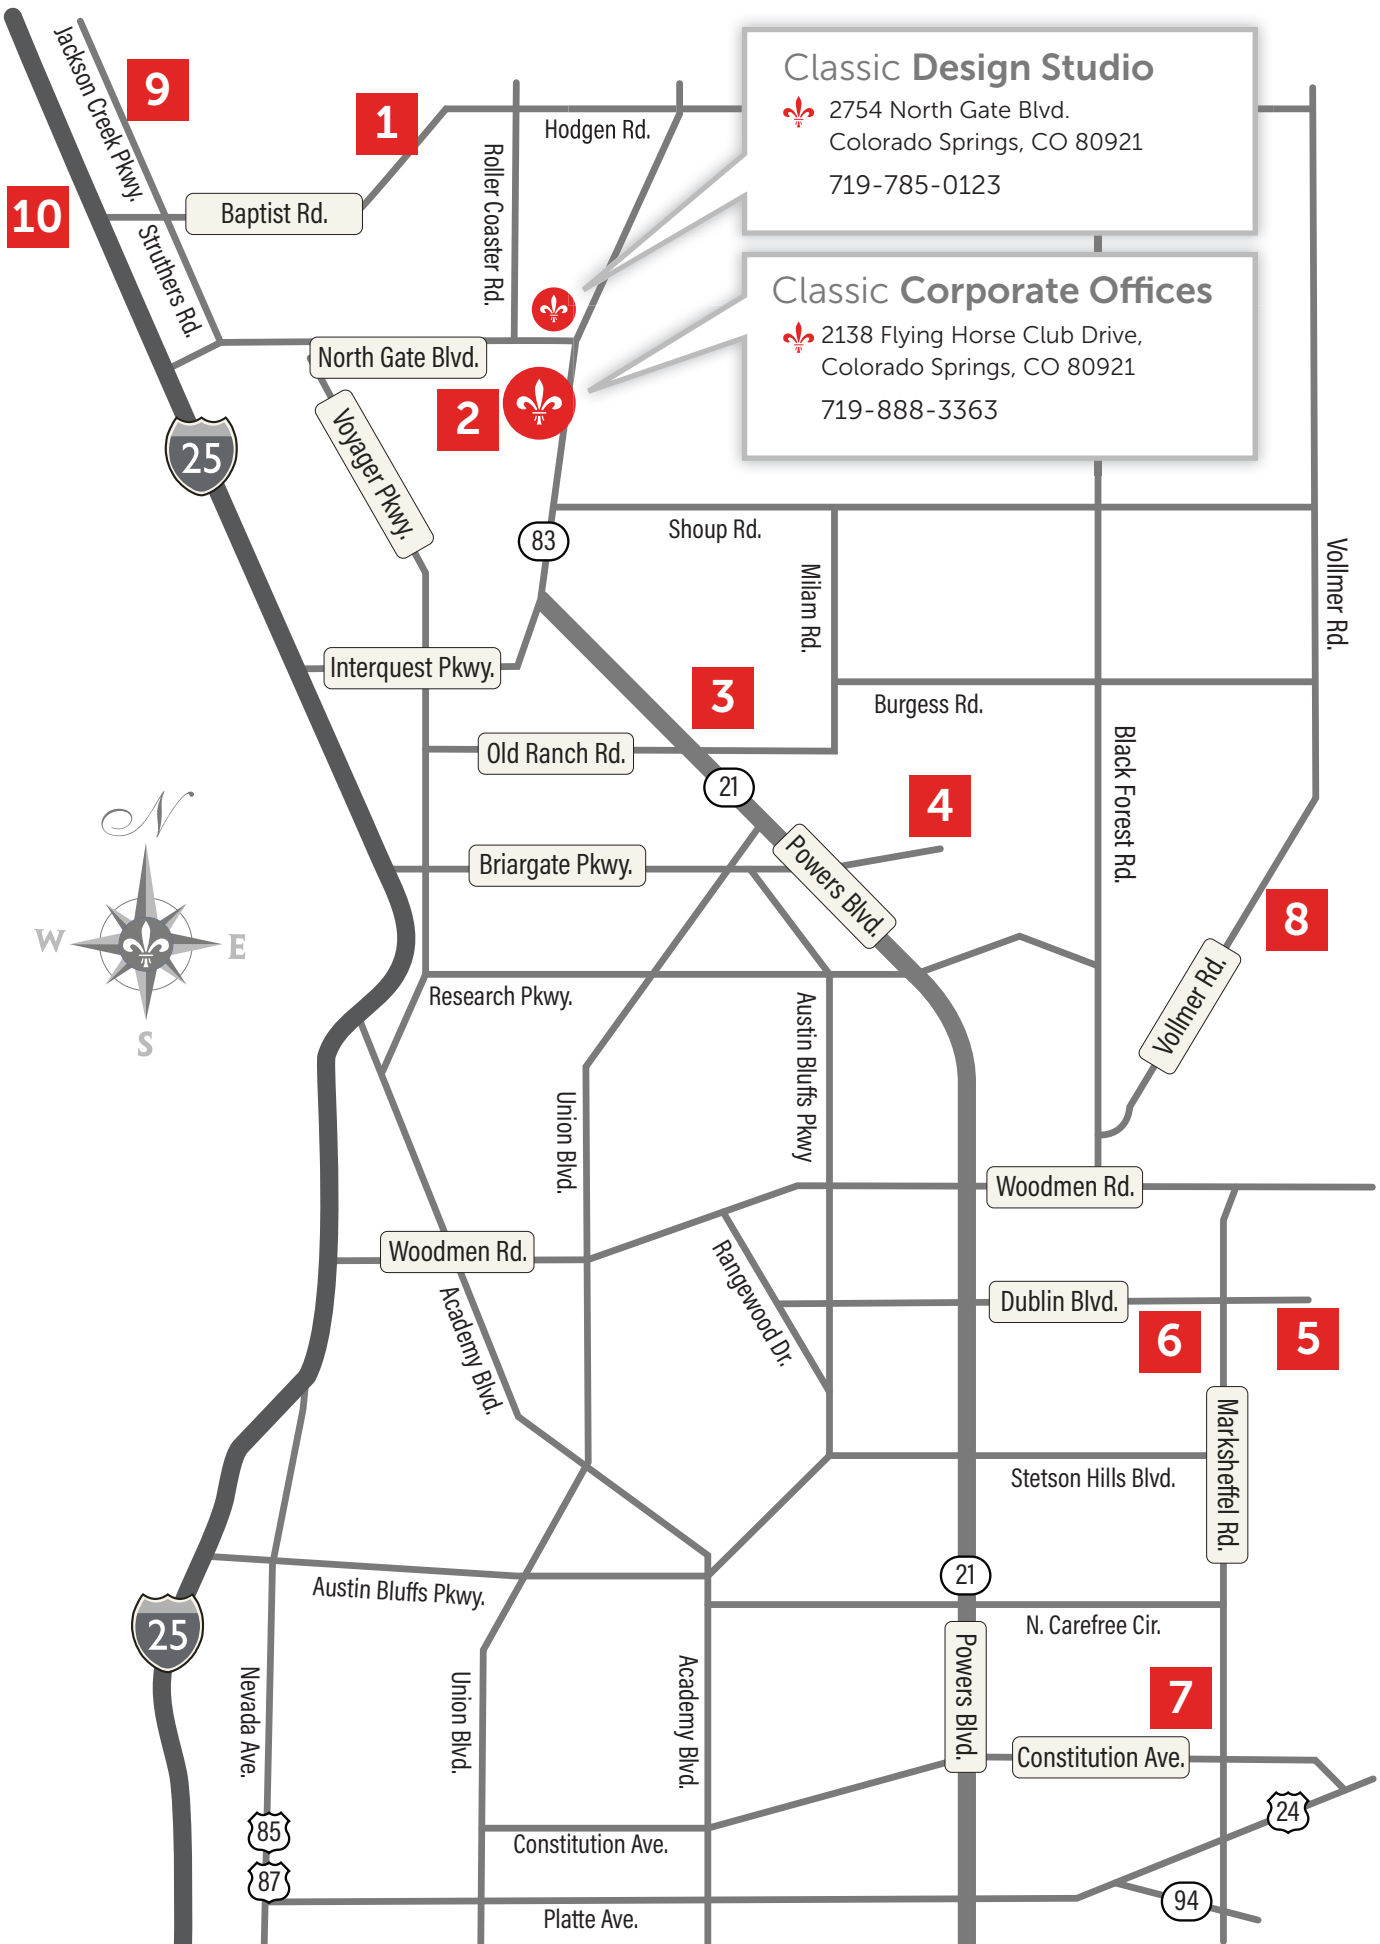 Jackson Creek Pkwy.
9
1
10
Baptist Rd.
Struthers Rd.
Roller Coaster Rd.
Hodgen Rd.
Classic Design Studio
2754 North Gate Blvd.
Colorado Springs, CO 80921
719-785-0123
Classic Corporate Offices
2138 Flying Horse Club Drive,
Colorado Springs, CO 80921
719-888-3363
North Gate Blvd.
2
Voyager Pkwy.
25
83
Shoup Rd.
Milam Rd.
Vollmer Rd.
Interquest Pkwy.
3
Burgess Rd.
Old Ranch Rd.
21
Black Forest Rd.
4
N
W
E
S
Briargate Pkwy.
Powers Blvd.
8
Research Pkwy.
Austin Bluffs Pkwy
Vollmer Rd.
Union Blvd.
Woodmen Rd.
Woodmen Rd.
Rangewood Dr.
Academy Blvd.
Dublin Blvd.
6
5
Marksheffel Rd.
Stetson Hills Blvd.
21
Austin Bluffs Pkwy.
25
N. Carefree Cir.
Nevada Ave.
Union Blvd.
Academy Blvd.
Powers Blvd.
7
Constitution Ave.
24
85
Constitution Ave.
87
94
Platte Ave.